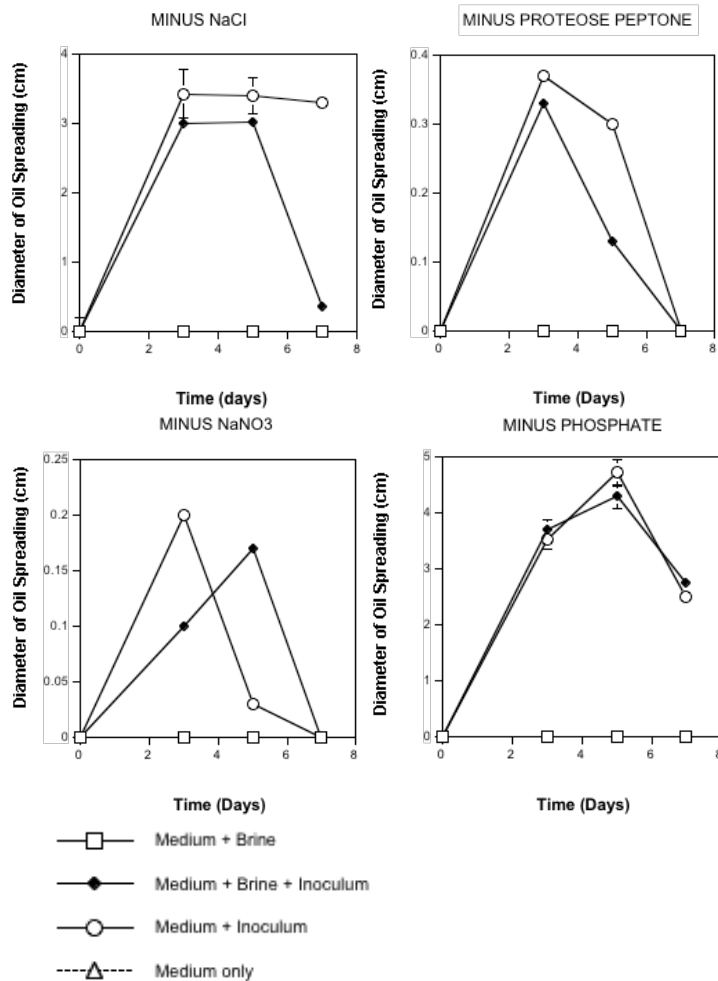 MINUS NaCl
Diameter of Oil Spreading (cm)
4
3
2
1
0
0 2 4 6 8
Time (days)
MINUS PROTEOSE PEPTONE
Diameter of Oil Spreading (cm)
0.4
0.3
0.2
0.1
0
0 2 4 6 8
Time (Days)
MINUS NaNO3
Diameter of Oil Spreading (cm)
0.25
0.2
0.15
0.1
0.05
0
0 2 4 6 8
Time (Days)
MINUS PHOSPHATE
Diameter of Oil Spreading (cm)
5
4
3
2
1
0
0 2 4 6 8
Time (Days)
Medium + Brine
Medium + Brine + Inoculum
Medium + Inoculum
Medium only